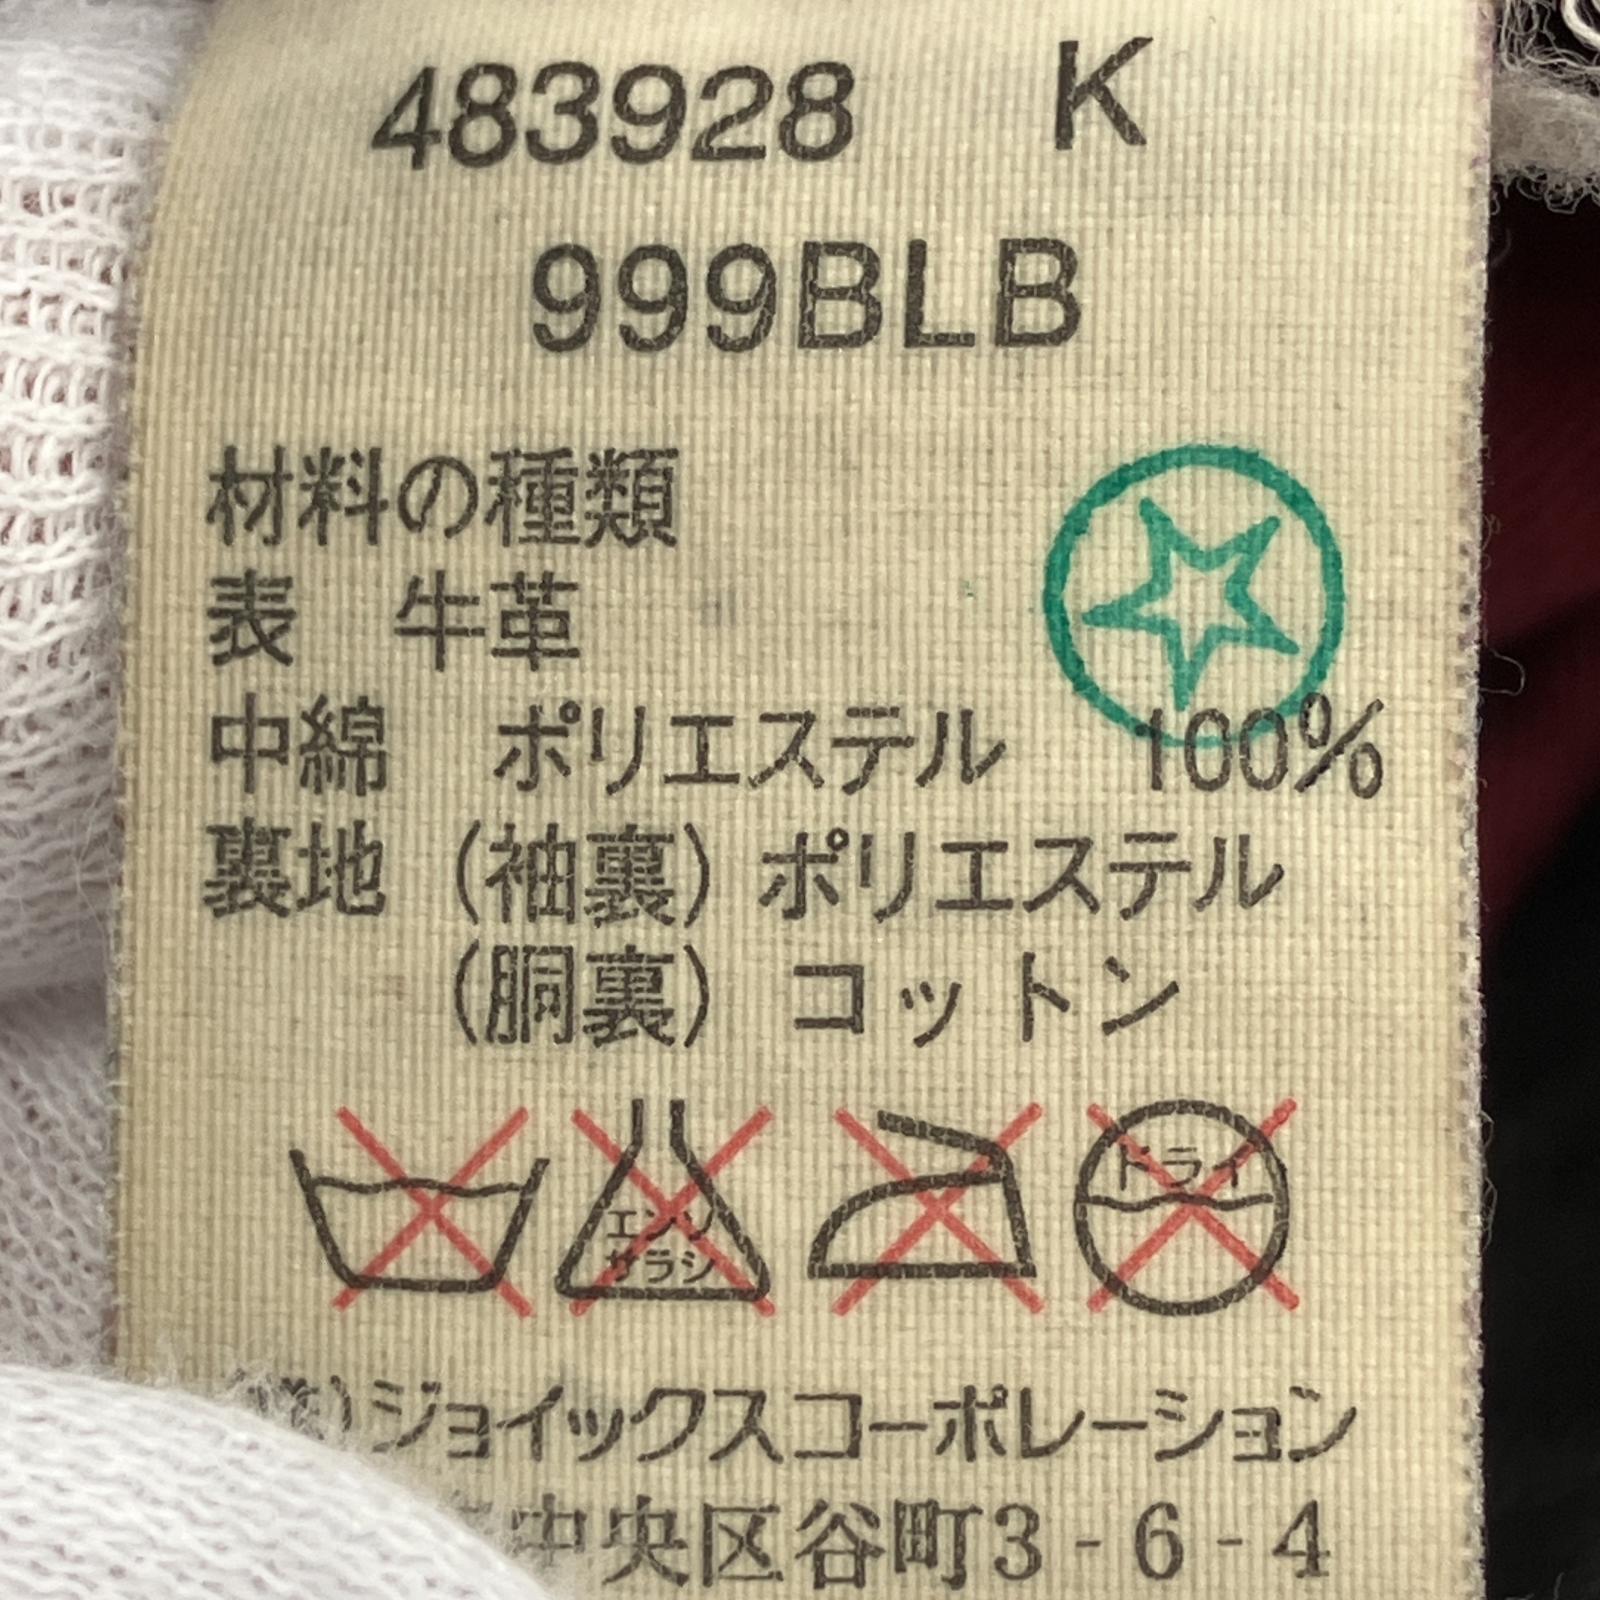 483928 K
999BLB
材料の種類
表 牛革
中綿 ポリエステル 100%
裏地 (袖裏) ポリエステル
(胴裏) コットン
エンソ
サラシ
ドライ
ジョイックスコーポレーション
中央区谷町3-6-4